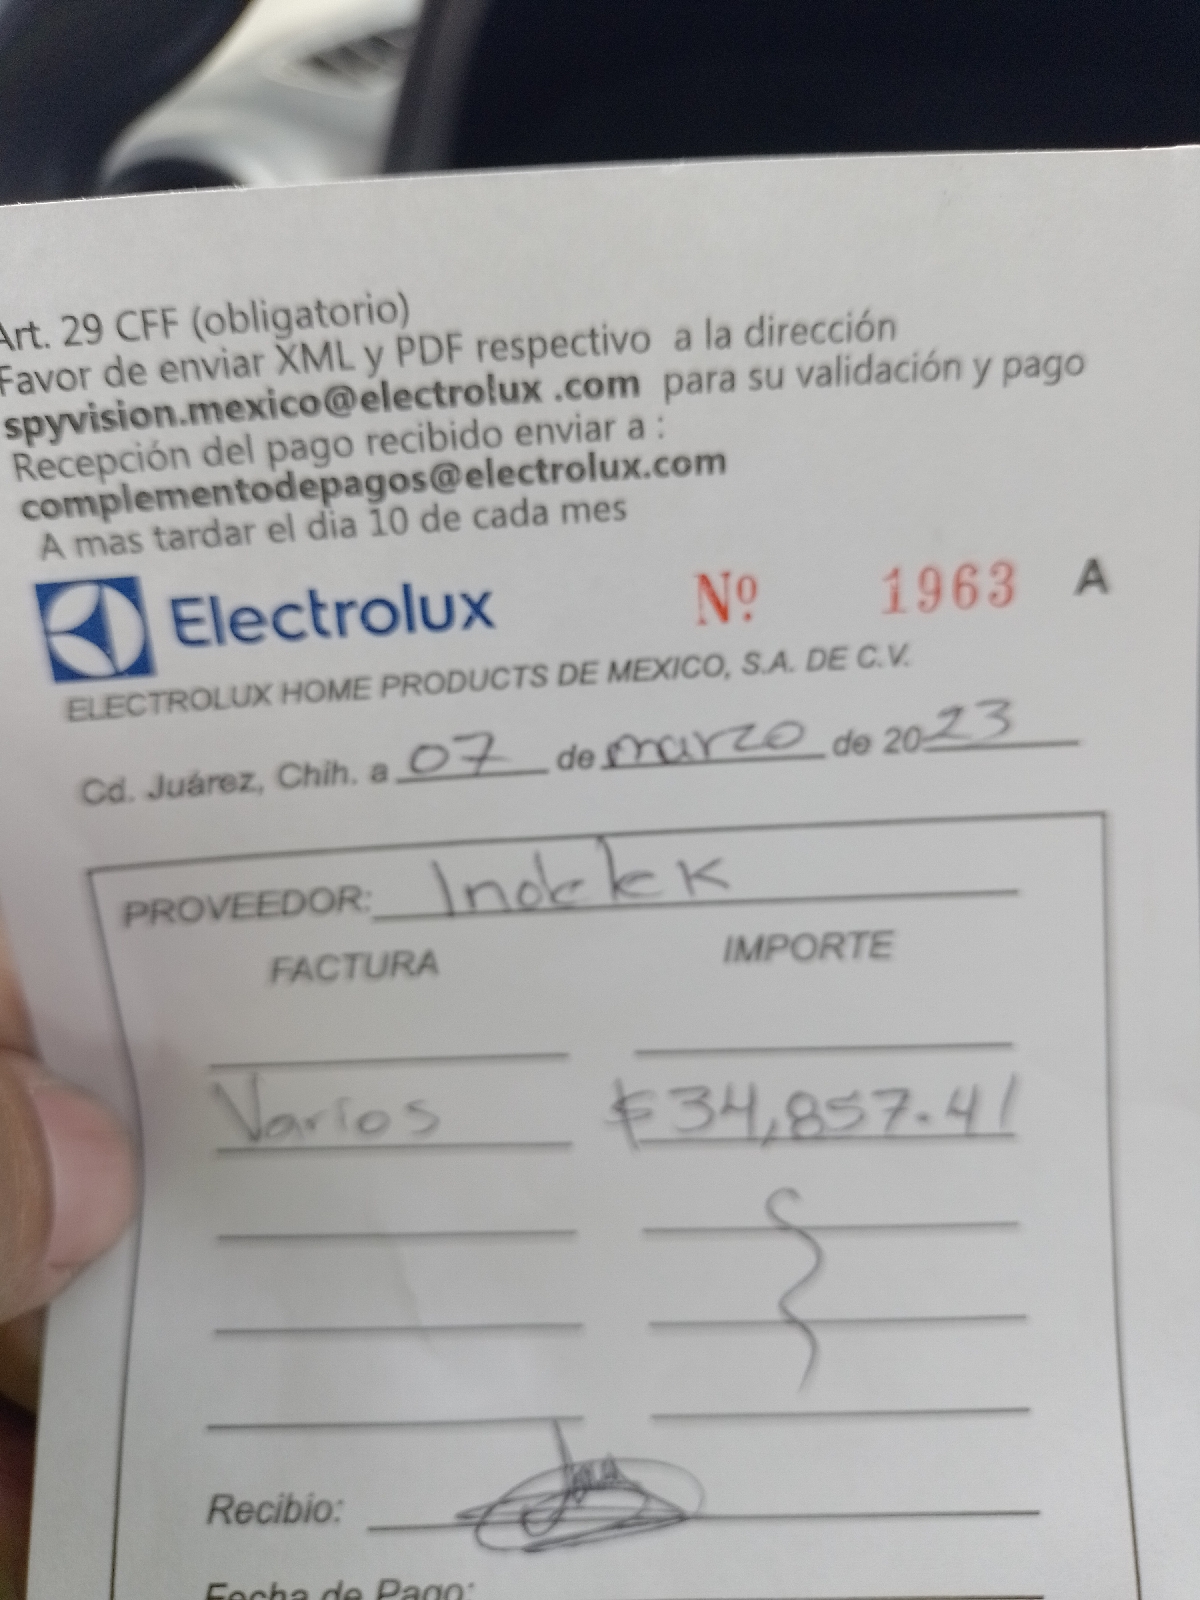 Art. 29 CFF (obligatorio)
Favor de enviar XML y PDF respectivo a la dirección
spyvision.mexico@electrolux .com para su validación y pago
Recepción del pago recibido enviar a :
complementodepagos@electrolux.com
A mas tardar el dia 10 de cada mes
Electrolux Nº 1963 A
ELECTROLUX HOME PRODUCTS DE MEXICO, S.A. DE C.V.
Cd. Juárez, Chih. a 07 de marzo de 2023
PROVEEDOR:
FACTURA IMPORTE
Varios $34,857.41
Recibio:
Fecha de Pago: